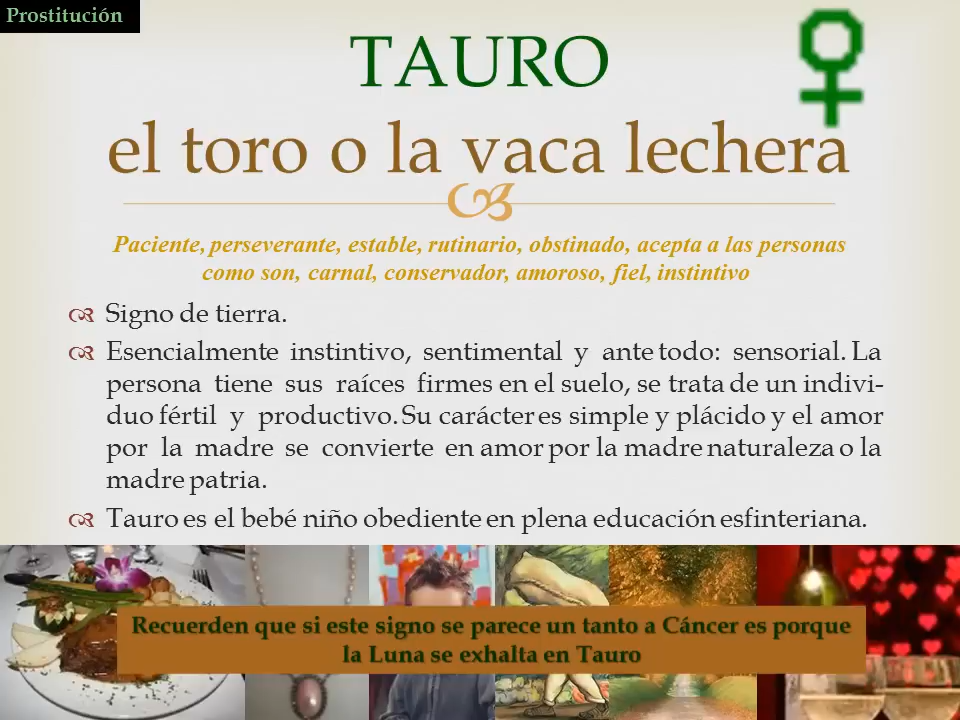 Prostitución
TAURO
el toro o la vaca lechera
Paciente, perseverante, estable, rutinario, obstinado, acepta a las personas
como son, carnal, conservador, amoroso, fiel, instintivo
Signo de tierra.
Esencialmente instintivo, sentimental y ante todo: sensorial. La
persona tiene sus raíces firmes en el suelo, se trata de un indivi-
duo fértil y productivo. Su carácter es simple y plácido y el amor
por la madre se convierte en amor por la madre naturaleza o la
madre patria.
Tauro es el bebé niño obediente en plena educación esfinteriana.
Recuerden que si este signo se parece un tanto a Cáncer es porque
la Luna se exhalta en Tauro